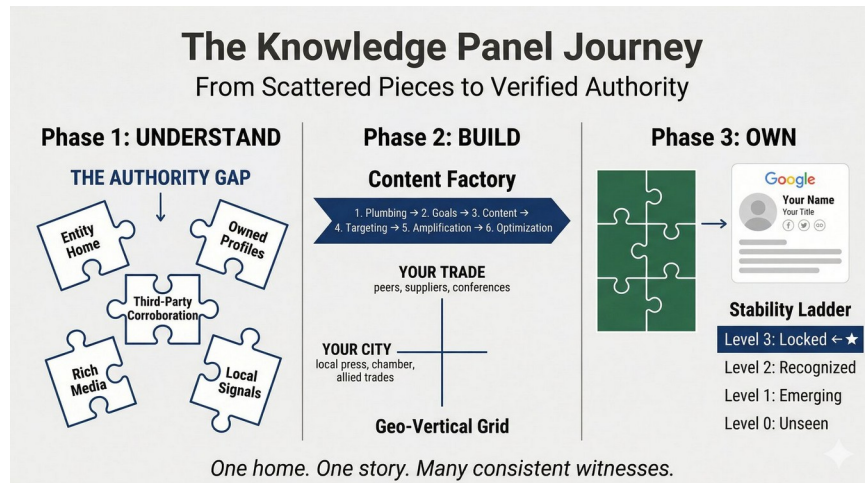 The Knowledge Panel Journey
From Scattered Pieces to Verified Authority
Phase 1: UNDERSTAND
THE AUTHORITY GAP
Entity
Home
Owned
Profiles
Third-Party
Corroboration
Rich
Media
Local
Signals
Phase 2: BUILD
Content Factory
1. Plumbing → 2. Goals → 3. Content →
4. Targeting → 5. Amplification → 6. Optimization
YOUR TRADE
peers, suppliers, conferences
YOUR CITY
local press, chamber,
allied trades
Geo-Vertical Grid
Phase 3: OWN
Google
Your Name
Your Title
Stability Ladder
Level 3: Locked ← ★
Level 2: Recognized
Level 1: Emerging
Level 0: Unseen
One home. One story. Many consistent witnesses.